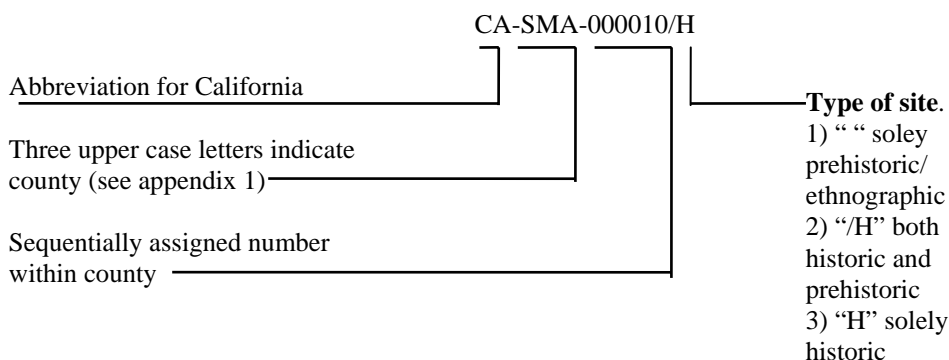 CA-SMA-000010/H
Abbreviation for California
Three upper case letters indicate
county (see appendix 1)
Sequentially assigned number
within county
Type of site.
1) “ “ soley
prehistoric/
ethnographic
2) “/H” both
historic and
prehistoric
3) “H” solely
historic